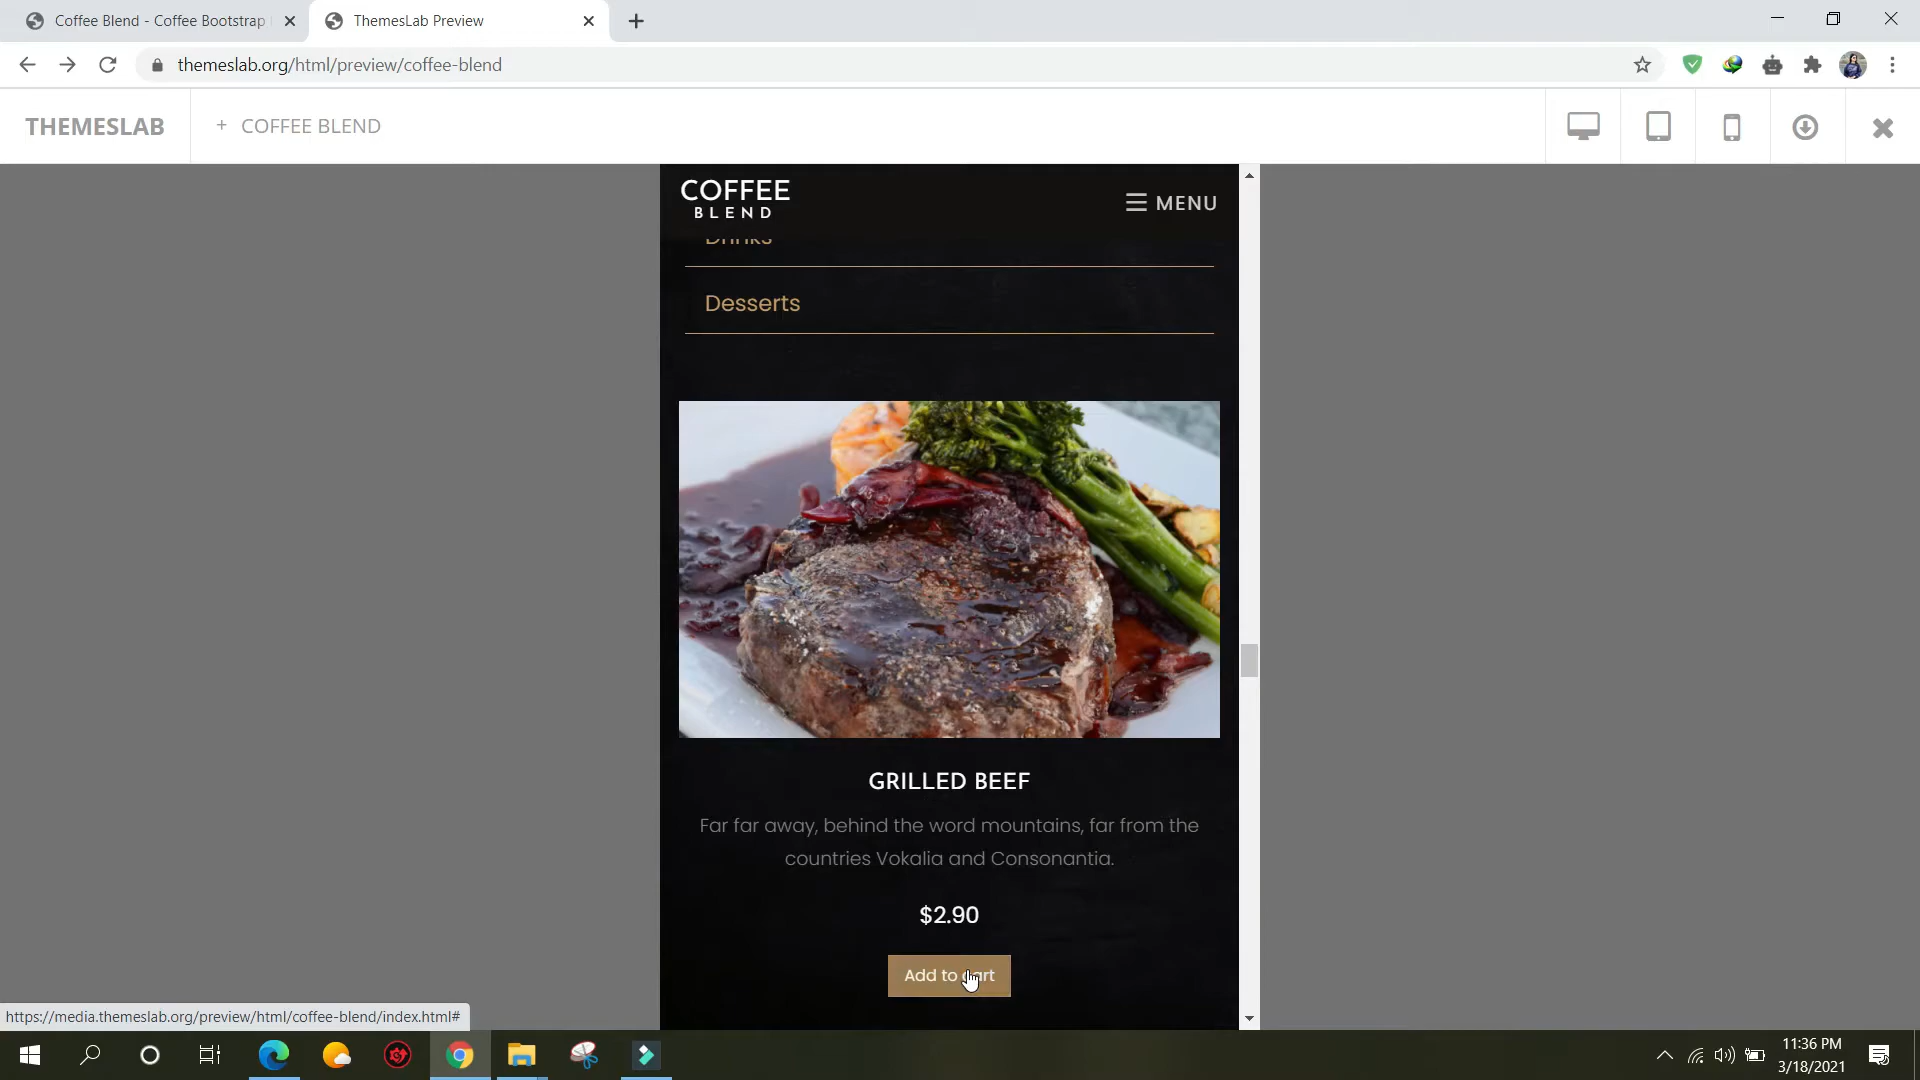 Coffee Blend - Coffee Bootstrap
ThemesLab Preview
themeslab.org/html/preview/coffee-blend
THEMESLAB
+ COFFEE BLEND
COFFEE
BLEND
MENU
Drinks
Desserts
GRILLED BEEF
Far far away, behind the word mountains, far from the
countries Vokalia and Consonantia.
$2.90
Add to cart
https://media.themeslab.org/preview/html/coffee-blend/index.html#
11:36 PM
3/18/2021